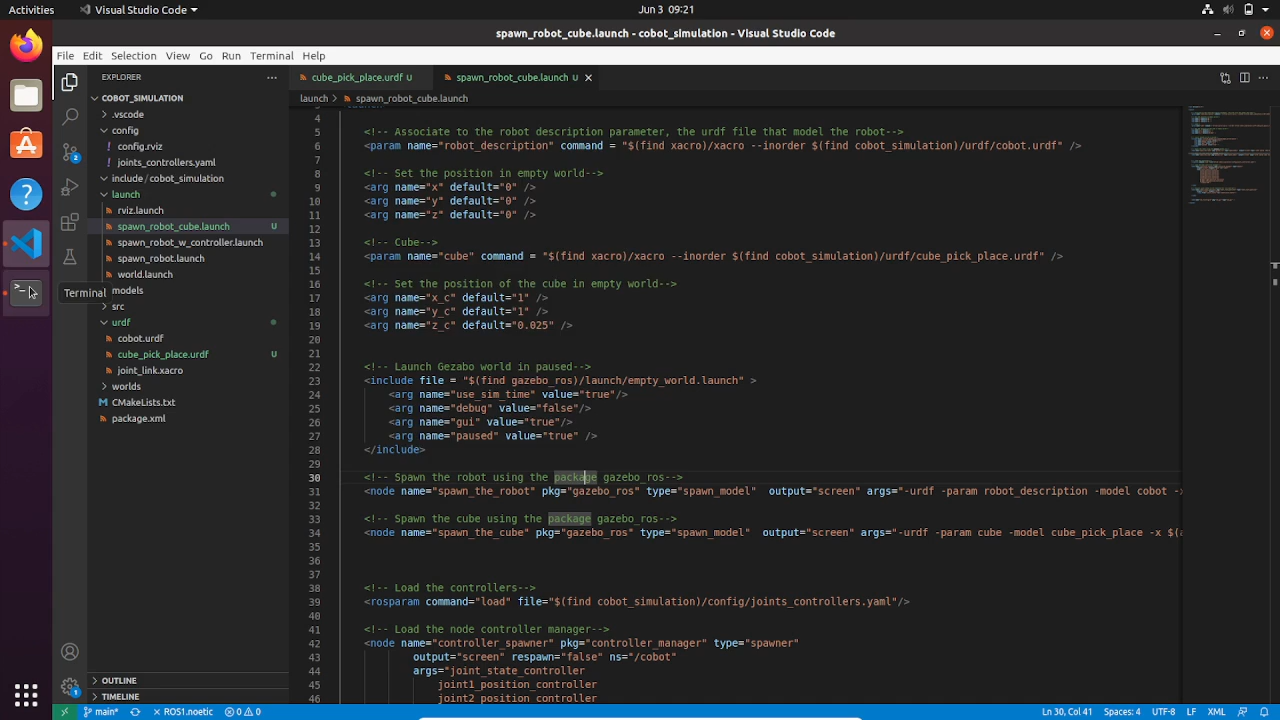 Activities
Visual Studio Code
Jun 3 09:21
spawn_robot_cube.launch - cobot_simulation - Visual Studio Code
File Edit Selection View Go Run Terminal Help
EXPLORER
COBOT_SIMULATION
.vscode
config
config.rviz
joints_controllers.yaml
include / cobot_simulation
launch
rviz.launch
spawn_robot_cube.launch U
spawn_robot_w_controller.launch
spawn_robot.launch
world.launch
models
src
urdf
cobot.urdf
cube_pick_place.urdf U
joint_link.xacro
worlds
CMakeLists.txt
package.xml
OUTLINE
TIMELINE
Terminal
2
1
cube_pick_place.urdf U
spawn_robot_cube.launch U
launch > spawn_robot_cube.launch
4
5 <!-- Associate to the robot description parameter, the urdf file that model the robot-->
6 <param name="robot_description" command = "$(find xacro)/xacro --inorder $(find cobot_simulation)/urdf/cobot.urdf" />
7
8 <!-- Set the position in empty world-->
9 <arg name="x" default="0" />
10 <arg name="y" default="0" />
11 <arg name="z" default="0" />
12
13 <!-- Cube-->
14 <param name="cube" command = "$(find xacro)/xacro --inorder $(find cobot_simulation)/urdf/cube_pick_place.urdf" />
15
16 <!-- Set the position of the cube in empty world-->
17 <arg name="x_c" default="1" />
18 <arg name="y_c" default="1" />
19 <arg name="z_c" default="0.025" />
20
21
22 <!-- Launch Gezabo world in paused-->
23 <include file = "$(find gazebo_ros)/launch/empty_world.launch" >
24 <arg name="use_sim_time" value="true"/>
25 <arg name="debug" value="false"/>
26 <arg name="gui" value="true"/>
27 <arg name="paused" value="true" />
28 </include>
29
30 <!-- Spawn the robot using the package gazebo_ros-->
31 <node name="spawn_the_robot" pkg="gazebo_ros" type="spawn_model" output="screen" args="-urdf -param robot_description -model cobot -x
32
33 <!-- Spawn the cube using the package gazebo_ros-->
34 <node name="spawn_the_cube" pkg="gazebo_ros" type="spawn_model" output="screen" args="-urdf -param cube -model cube_pick_place -x $(a
35
36
37
38 <!-- Load the controllers-->
39 <rosparam command="load" file="$(find cobot_simulation)/config/joints_controllers.yaml"/>
40
41 <!-- Load the node controller manager-->
42 <node name="controller_spawner" pkg="controller_manager" type="spawner"
43 output="screen" respawn="false" ns="/cobot"
44 args="joint_state_controller
45 joint1_position_controller
46 joint2_position_controller
main* ROS1.noetic 0 0
Ln 30, Col 41 Spaces: 4 UTF-8 LF XML